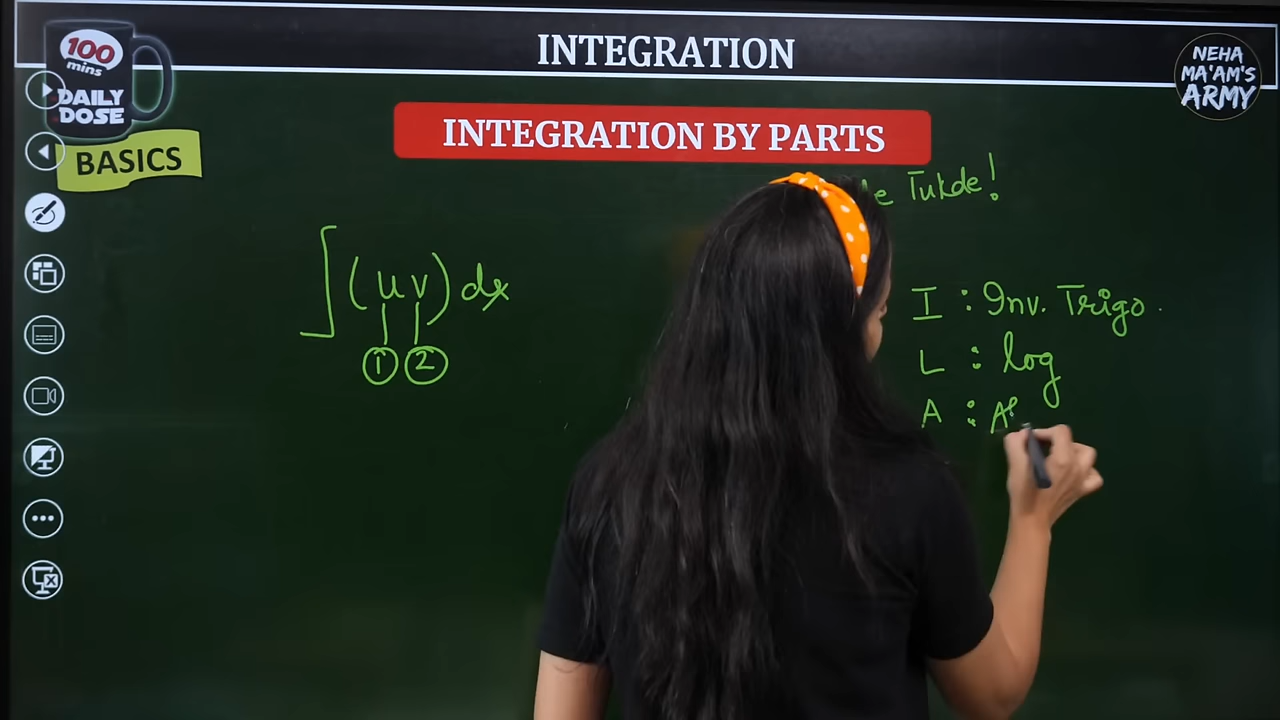 INTEGRATION
100
mins
DAILY
DOSE
NEHA
MA'AM'S
ARMY
BASICS
INTEGRATION BY PARTS
Tukde!
∫(uv) dx
① ②
I : Inv. Trigo.
L : log
A :